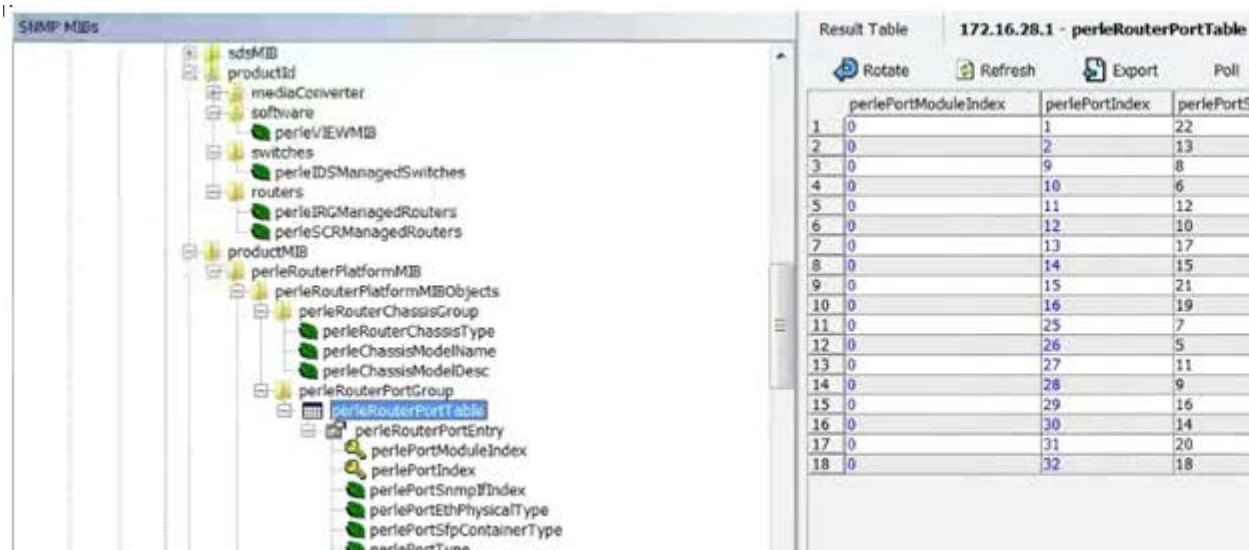 SNMP MIBs
sdsMIB
productId
mediaConverter
software
perleVIEWMIB
switches
perleIDSManagedSwitches
routers
perleIRGManagedRouters
perleSCRManagedRouters
productMIB
perleRouterPlatformMIB
perleRouterPlatformMIBObjects
perleRouterChassisGroup
perleRouterChassisType
perleChassisModelName
perleChassisModelDesc
perleRouterPortGroup
perleRouterPortTable
perleRouterPortEntry
perlePortModuleIndex
perlePortIndex
perlePortSnmpIfIndex
perlePortEthPhysicalType
perlePortSfpContainerType
perlePortType
Result Table 172.16.28.1 - perleRouterPortTable
Rotate Refresh Export Poll
perlePortModuleIndex perlePortIndex perlePortS
1 0 1 22
2 0 2 13
3 0 9 8
4 0 10 6
5 0 11 12
6 0 12 10
7 0 13 17
8 0 14 15
9 0 15 21
10 0 16 19
11 0 25 7
12 0 26 5
13 0 27 11
14 0 28 9
15 0 29 16
16 0 30 14
17 0 31 20
18 0 32 18